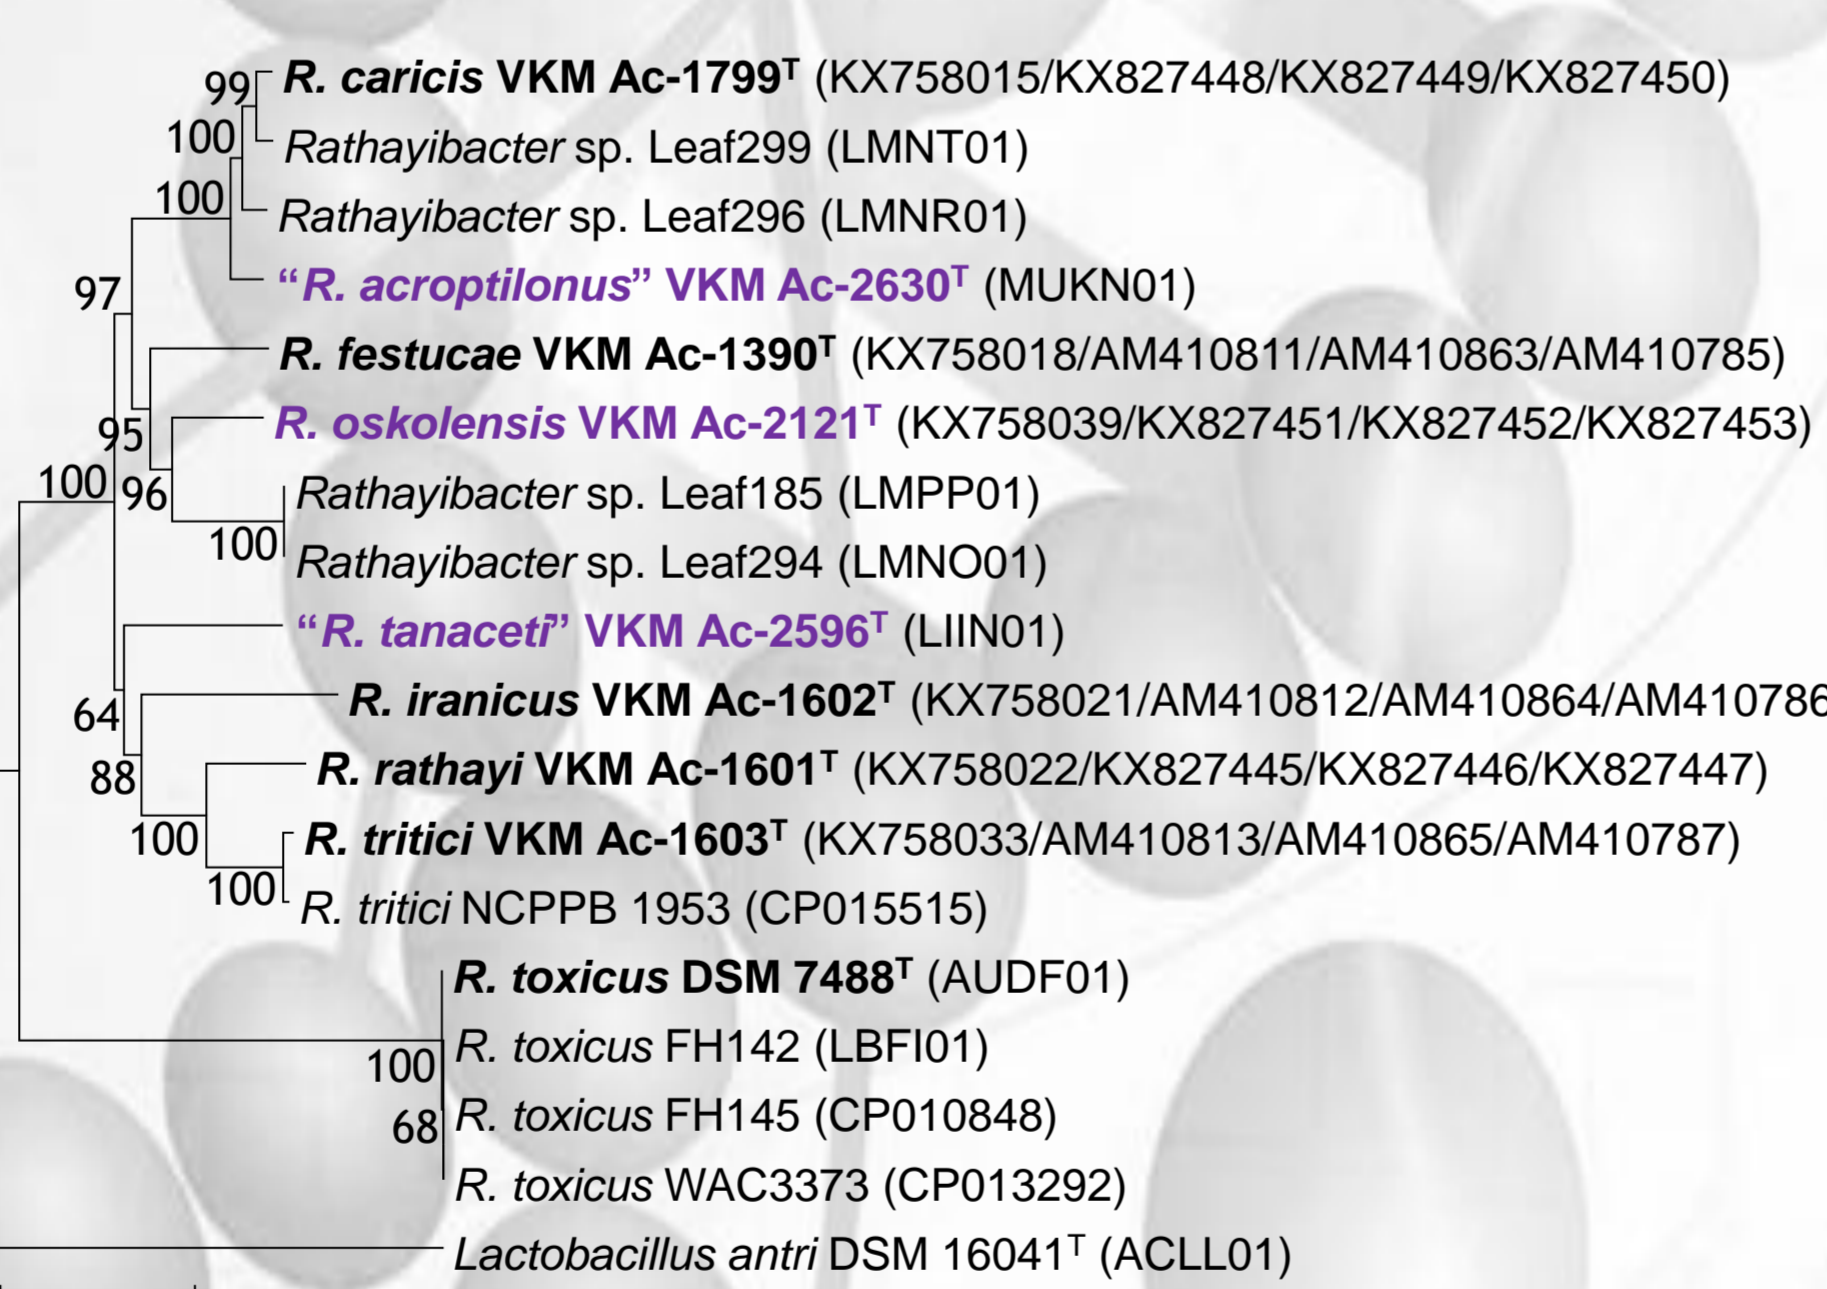 99
R. caricis VKM Ac-1799ᵀ (KX758015/KX827448/KX827449/KX827450)
100
Rathayibacter sp. Leaf299 (LMNT01)
100
Rathayibacter sp. Leaf296 (LMNR01)
“R. acroptilonus” VKM Ac-2630ᵀ (MUKN01)
97
R. festucae VKM Ac-1390ᵀ (KX758018/AM410811/AM410863/AM410785)
R. oskolensis VKM Ac-2121ᵀ (KX758039/KX827451/KX827452/KX827453)
95
100
96
Rathayibacter sp. Leaf185 (LMPP01)
100
Rathayibacter sp. Leaf294 (LMNO01)
“R. tanaceti” VKM Ac-2596ᵀ (LIIN01)
R. iranicus VKM Ac-1602ᵀ (KX758021/AM410812/AM410864/AM410786
64
R. rathayi VKM Ac-1601ᵀ (KX758022/KX827445/KX827446/KX827447)
88
100
R. tritici VKM Ac-1603ᵀ (KX758033/AM410813/AM410865/AM410787)
100
R. tritici NCPPB 1953 (CP015515)
R. toxicus DSM 7488ᵀ (AUDF01)
R. toxicus FH142 (LBFI01)
100
R. toxicus FH145 (CP010848)
68
R. toxicus WAC3373 (CP013292)
Lactobacillus antri DSM 16041ᵀ (ACLL01)